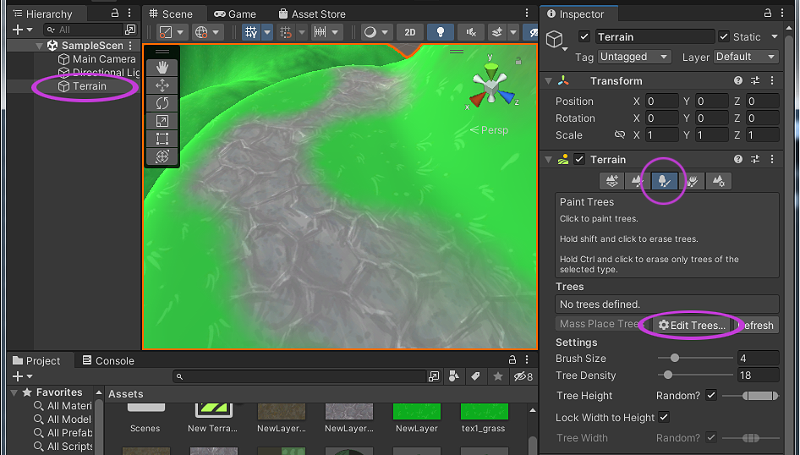 Hierarchy
All
SampleScen
Main Camera
Directional Lig
Terrain
Scene
Game
Asset Store
2D
Y
X
Z
Persp
Inspector
Terrain
Static
Tag Untagged Layer Default
Transform
Position X 0 Y 0 Z 0
Rotation X 0 Y 0 Z 0
Scale X 1 Y 1 Z 1
Terrain
Paint Trees
Click to paint trees.
Hold shift and click to erase trees.
Hold Ctrl and click to erase only trees of the
selected type.
Trees
No trees defined.
Mass Place Trees Edit Trees... Refresh
Settings
Brush Size 4
Tree Density 18
Tree Height Random?
Lock Width to Height
Tree Width Random?
Project
Console
8
Favorites
All Materi
All Model
All Prefab
All Scripts
Assets
Scenes
New Terra...
NewLayer...
NewLayer...
NewLayer
tex1_grass